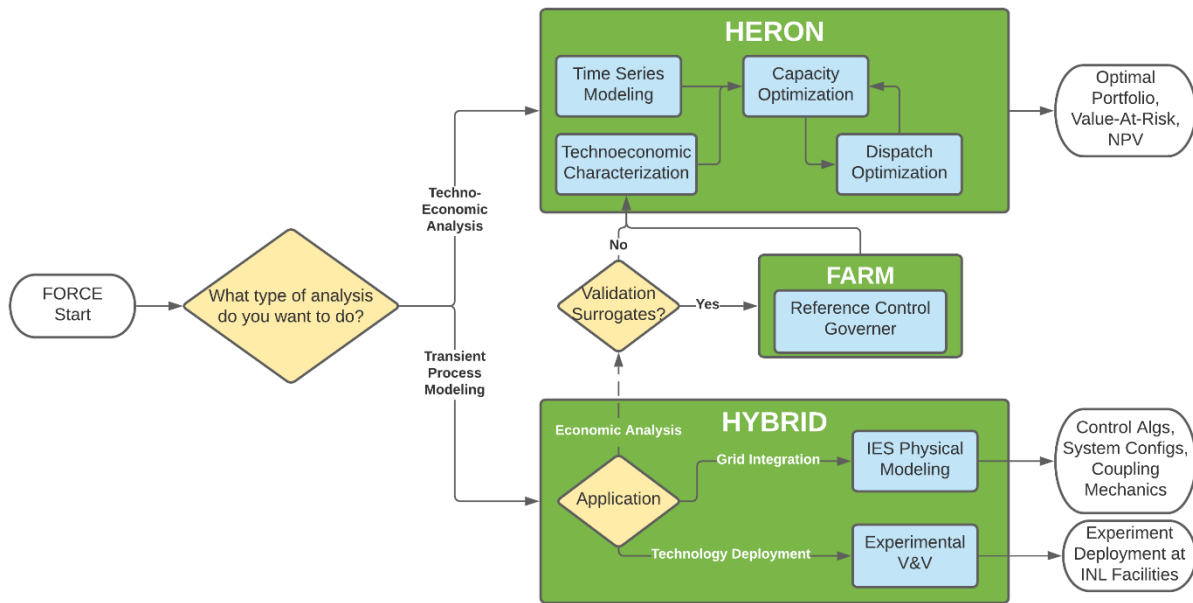 HERON
Time Series
Modeling
Capacity
Optimization
Technoeconomic
Characterization
Dispatch
Optimization
Optimal
Portfolio,
Value-At-Risk,
NPV
Techno-
Economic
Analysis
FORCE
Start
What type of analysis
do you want to do?
No
Validation
Surrogates?
Yes
FARM
Reference Control
Governer
Transient
Process
Modeling
HYBRID
Economic Analysis
Application
Grid Integration
IES Physical
Modeling
Control Algs,
System Configs,
Coupling
Mechanics
Technology Deployment
Experimental
V&V
Experiment
Deployment at
INL Facilities